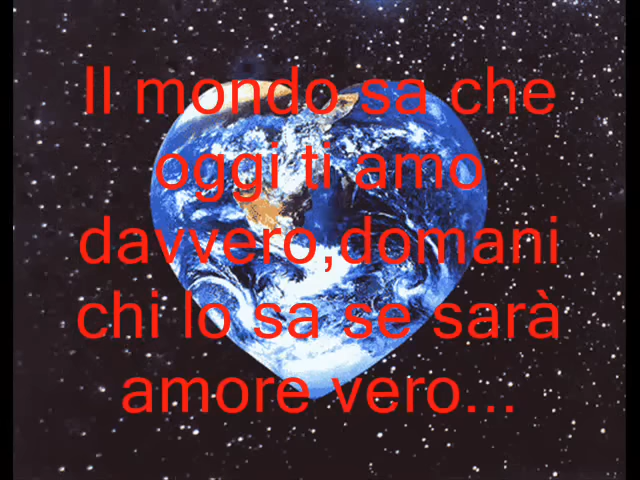 Il mondo sa che
oggi ti amo
davvero,domani
chi lo sa se sarà
amore vero...